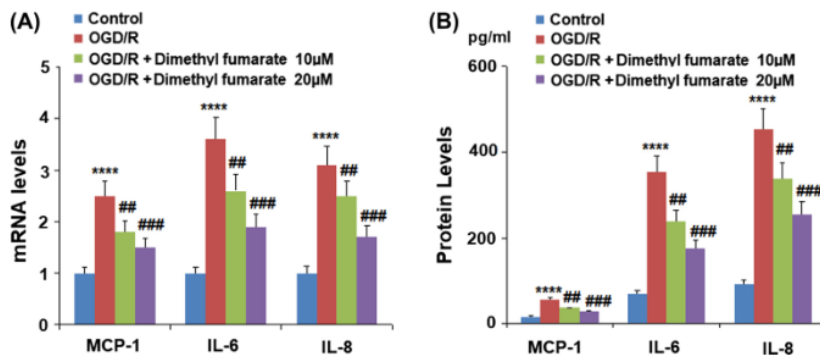 (A)
Control
OGD/R
OGD/R + Dimethyl fumarate 10μM
OGD/R + Dimethyl fumarate 20μM
mRNA levels
5
4
3
2
1
0
**** ## ###
**** ## ###
**** ## ###
MCP-1 IL-6 IL-8
(B)
Control
OGD/R
OGD/R + Dimethyl fumarate 10μM
OGD/R + Dimethyl fumarate 20μM
pg/ml
Protein Levels
600
400
200
0
**** ## ###
**** ## ###
**** ## ###
MCP-1 IL-6 IL-8